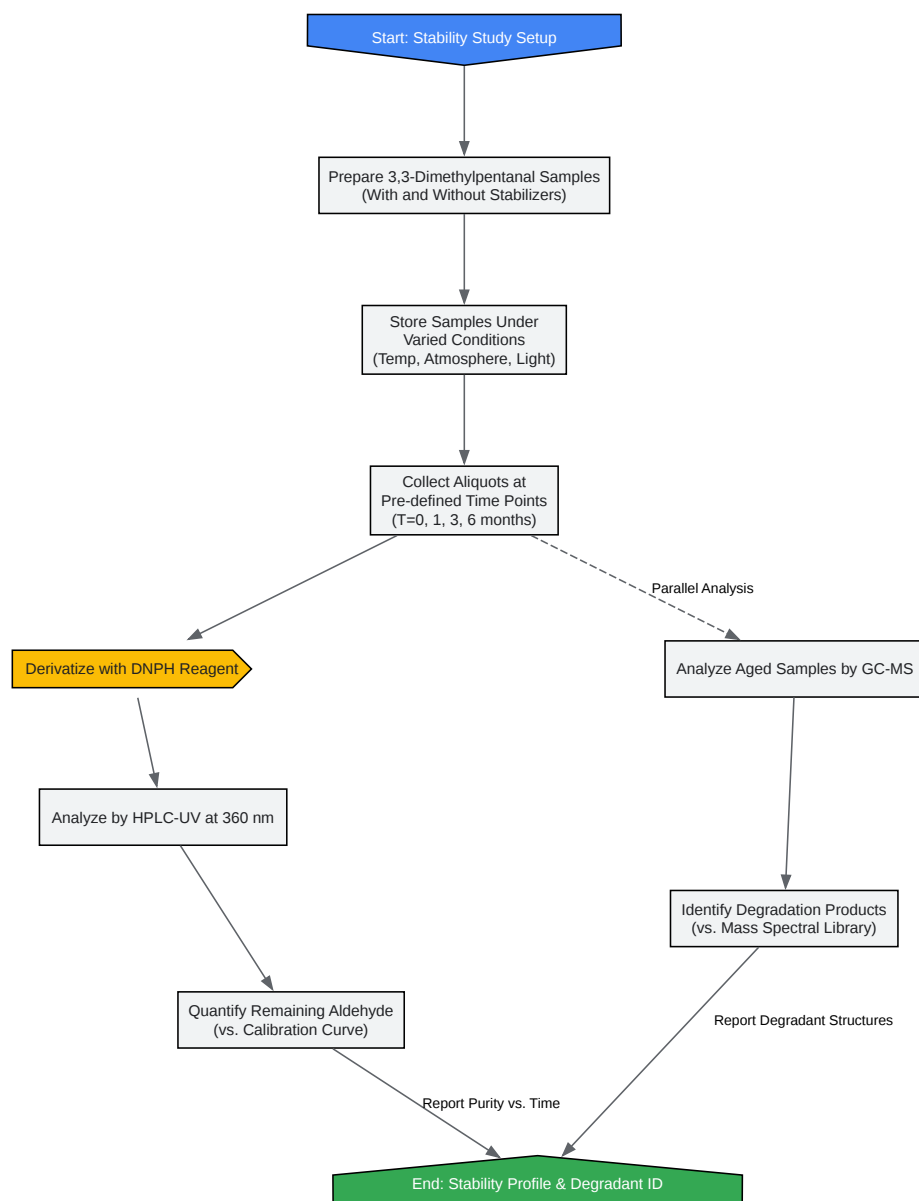 Start: Stability Study Setup
Prepare 3,3-Dimethylpentanal Samples
(With and Without Stabilizers)
Store Samples Under
Varied Conditions
(Temp, Atmosphere, Light)
Collect Aliquots at
Pre-defined Time Points
(T=0, 1, 3, 6 months)
Parallel Analysis
Derivatize with DNPH Reagent
Analyze Aged Samples by GC-MS
Analyze by HPLC-UV at 360 nm
Identify Degradation Products
(vs. Mass Spectral Library)
Quantify Remaining Aldehyde
(vs. Calibration Curve)
Report Degradant Structures
Report Purity vs. Time
End: Stability Profile & Degradant ID